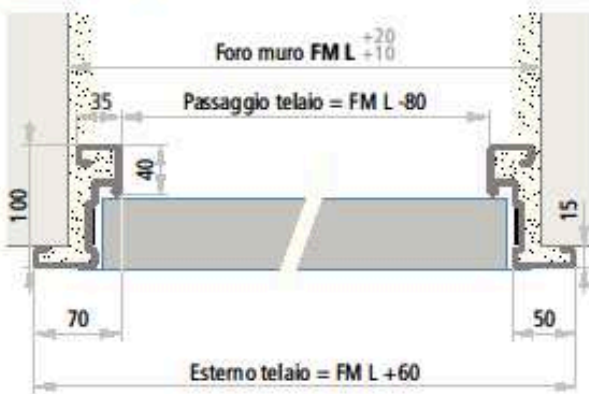 Foro muro FM L +20 +10
35
Passaggio telaio = FM L -80
40
100
15
70
50
Esterno telaio = FM L +60